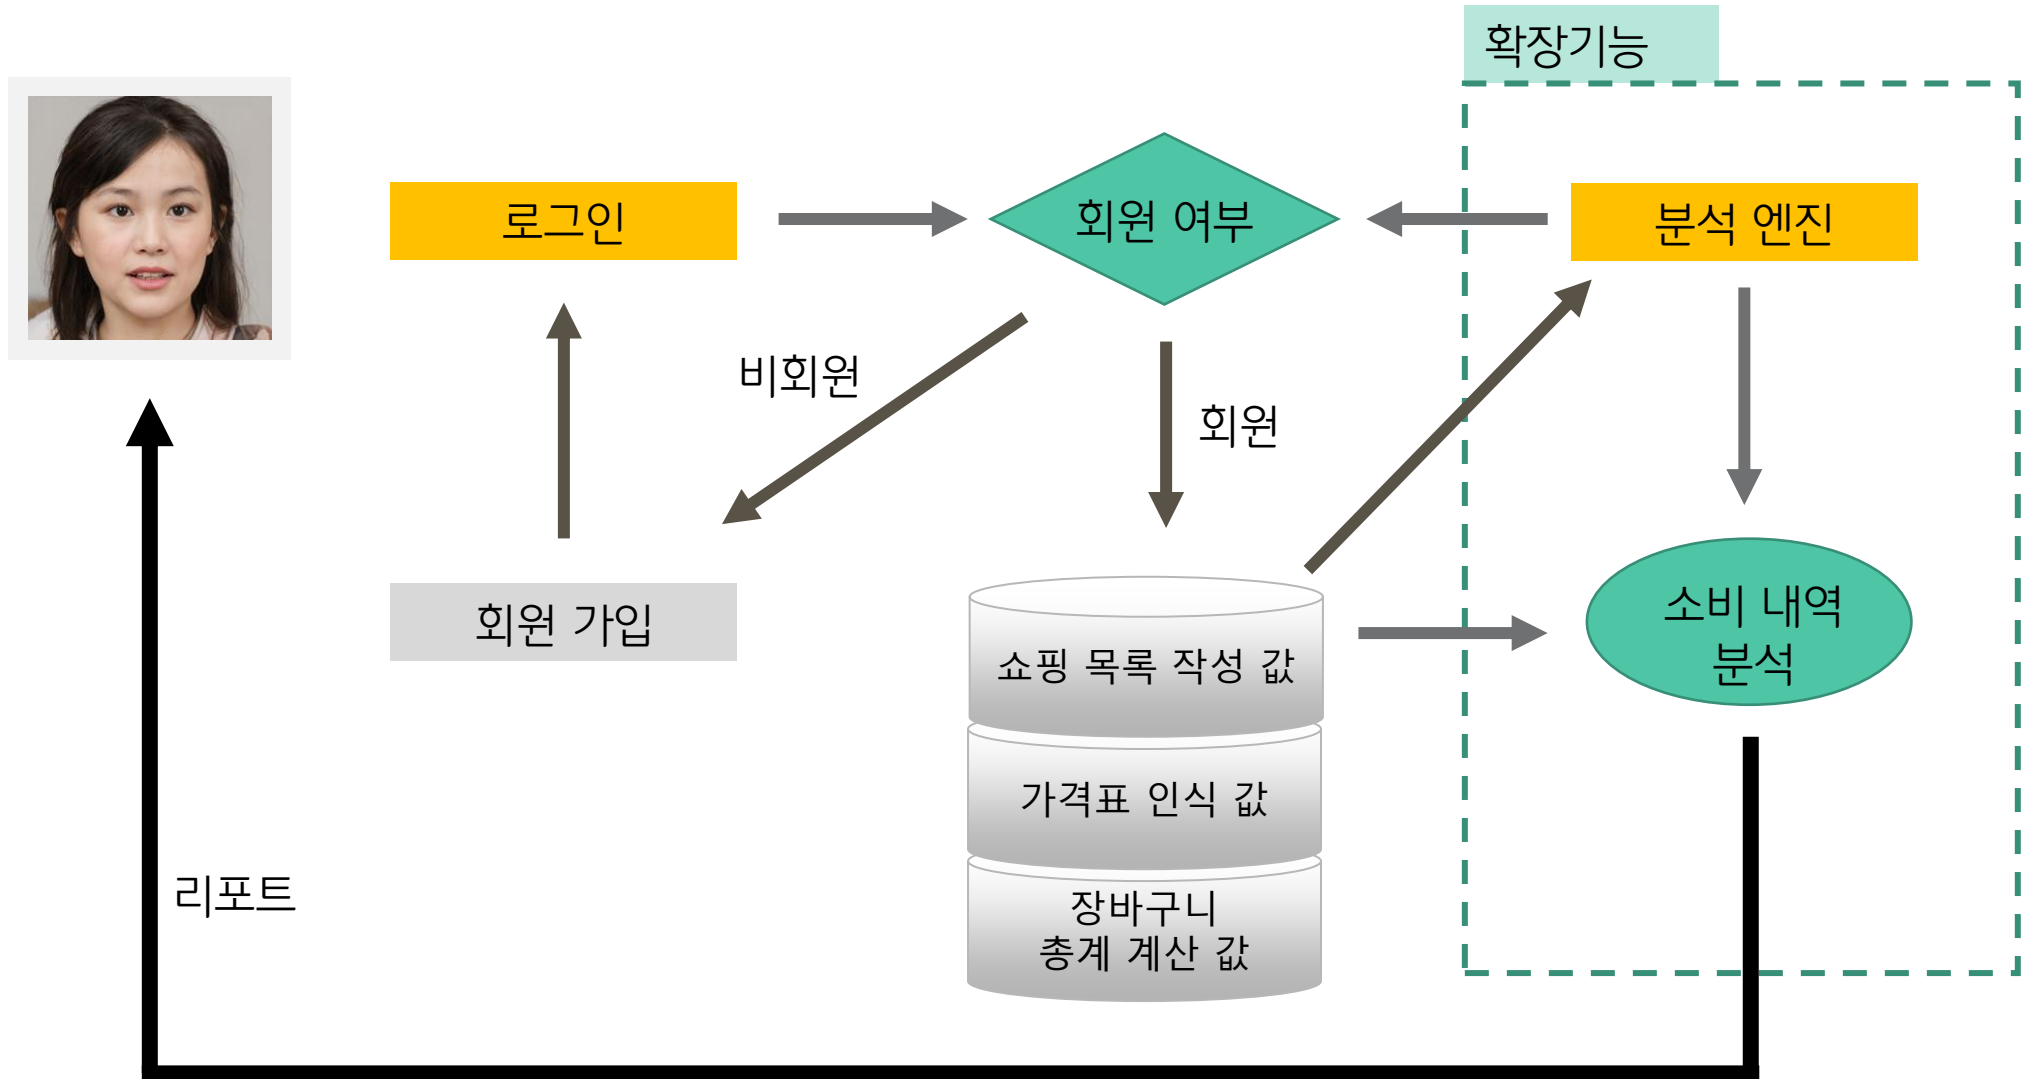 확장기능
로그인
회원 여부
분석 엔진
비회원
회원
회원 가입
쇼핑 목록 작성 값
소비 내역
분석
가격표 인식 값
장바구니
총계 계산 값
리포트